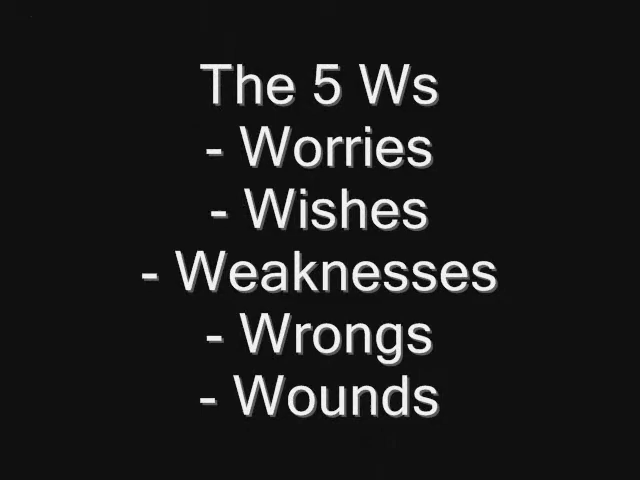 The 5 Ws
- Worries
- Wishes
- Weaknesses
- Wrongs
- Wounds